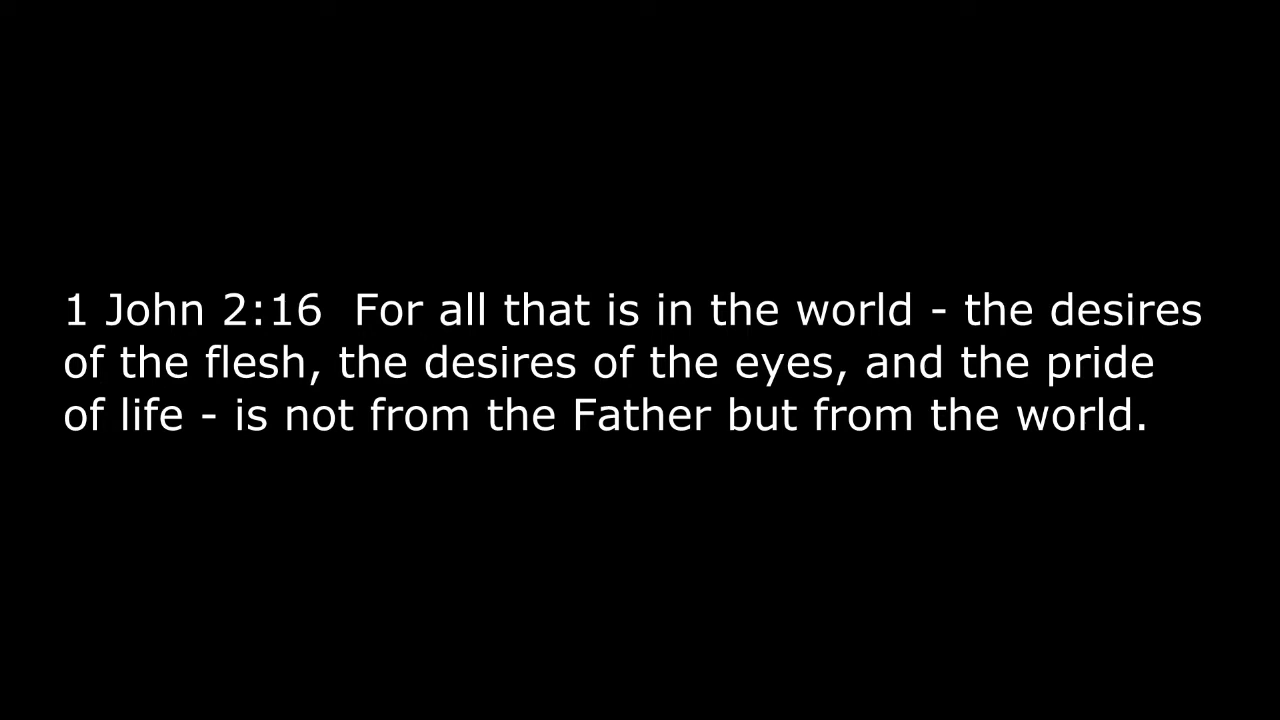 1 John 2:16  For all that is in the world - the desires
of the flesh, the desires of the eyes, and the pride
of life - is not from the Father but from the world.